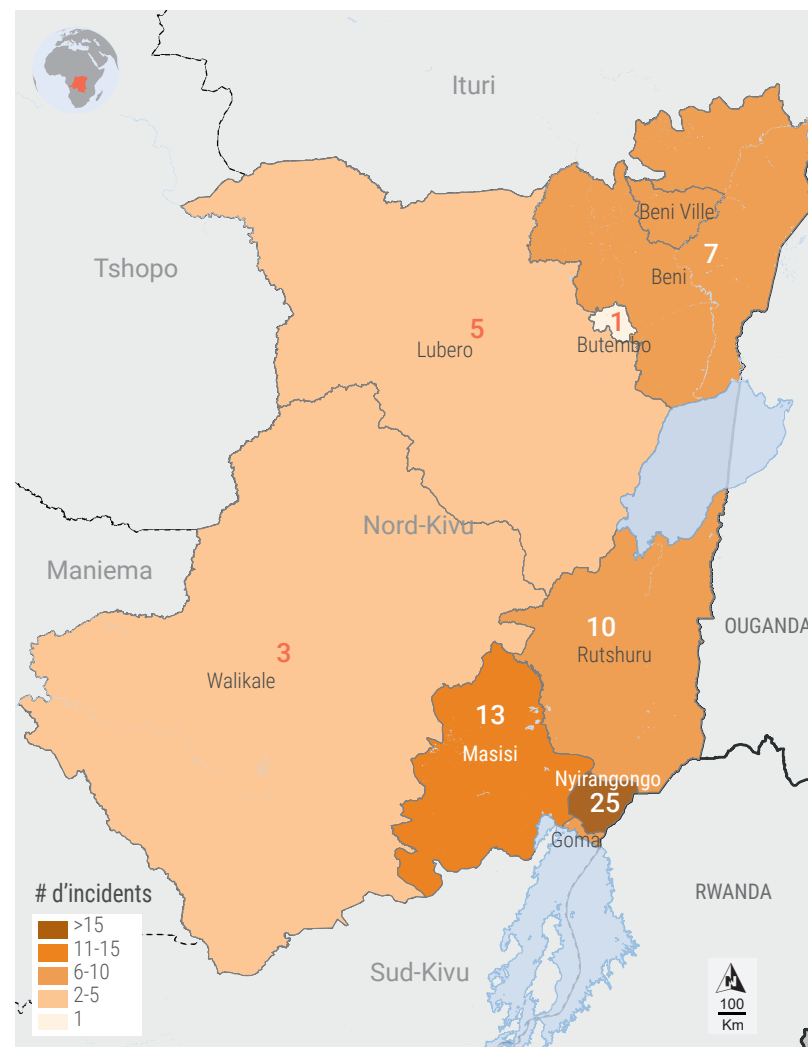 Ituri
Beni Ville
7
Tshopo
Beni
1
5
Butembo
Lubero
Nord-Kivu
Maniema
10
OUGANDA
Rutshuru
3
Walikale
13
Masisi
Nyirangongo
25
Goma
# d'incidents
>15
11-15
6-10
2-5
1
RWANDA
Sud-Kivu
N
100
Km